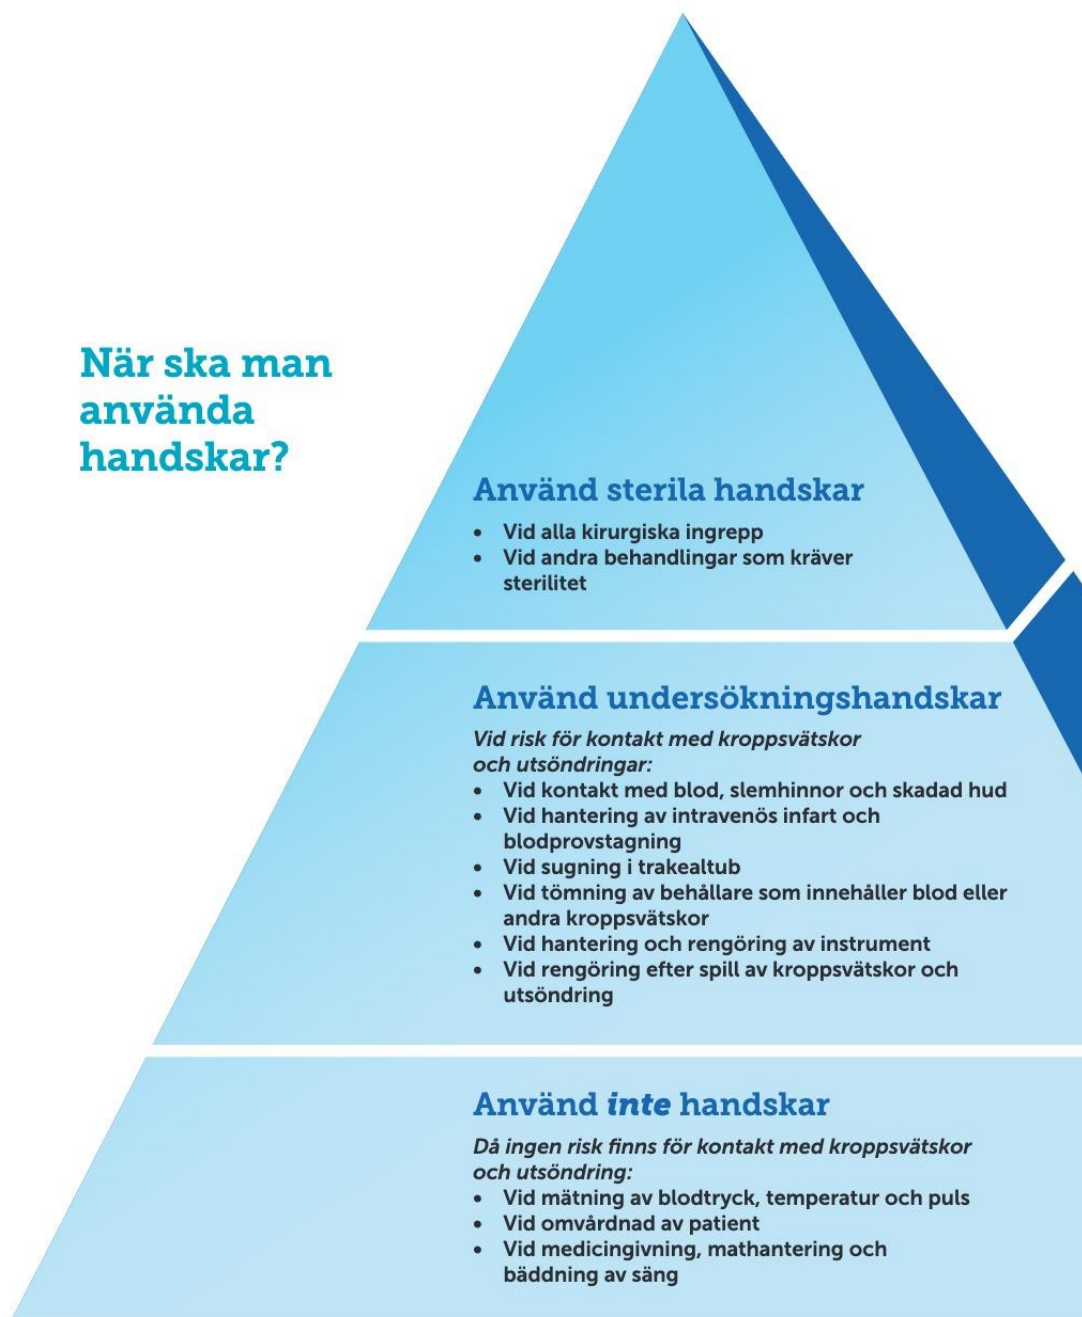 När ska man
använda
handskar?
Använd sterila handskar
• Vid alla kirurgiska ingrepp
• Vid andra behandlingar som kräver
sterilitet
Använd undersökningshandskar
Vid risk för kontakt med kroppsvätskor
och utsöndringar:
• Vid kontakt med blod, slemhinnor och skadad hud
• Vid hantering av intravenös infart och
blodprovstagning
• Vid sugning i trakealtub
• Vid tömning av behållare som innehåller blod eller
andra kroppsvätskor
• Vid hantering och rengöring av instrument
• Vid rengöring efter spill av kroppsvätskor och
utsöndring
Använd inte handskar
Då ingen risk finns för kontakt med kroppsvätskor
och utsöndring:
• Vid mätning av blodtryck, temperatur och puls
• Vid omvårdnad av patient
• Vid medicingivning, mathantering och
bäddning av säng